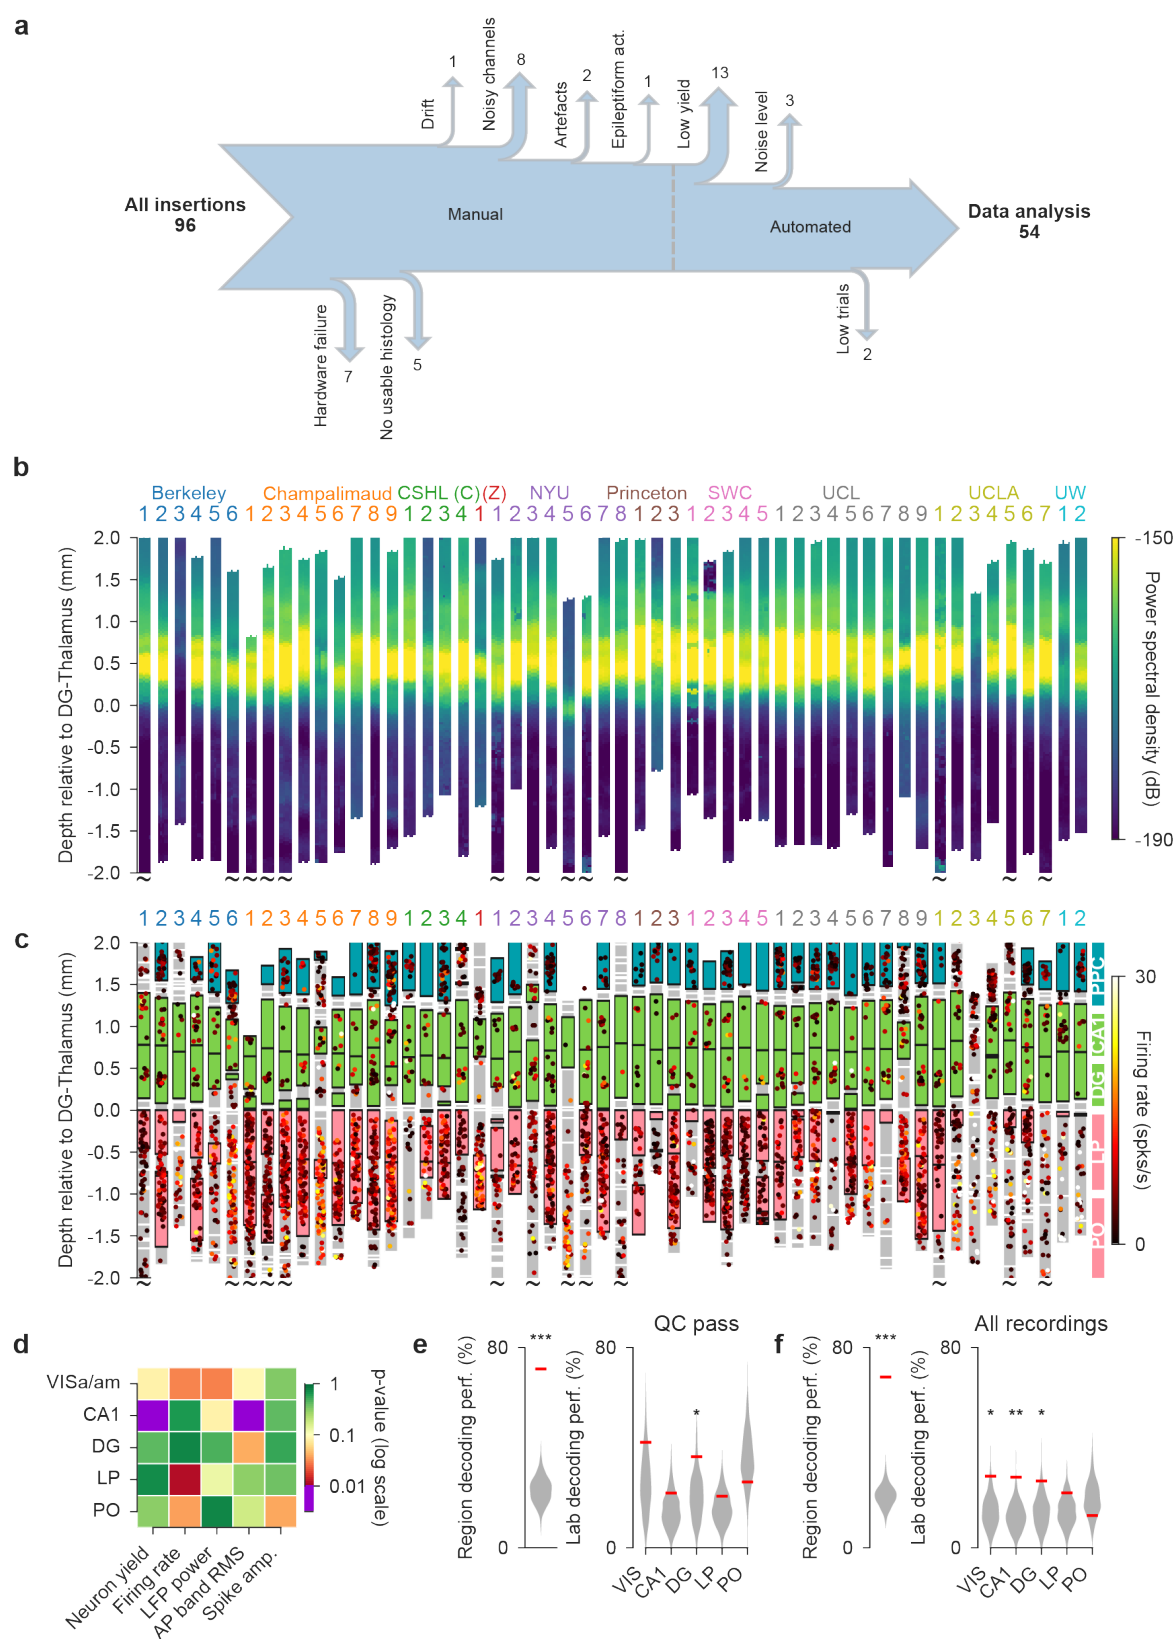 a
Drift
1
Noisy channels
8
Artefacts
2
Epileptiform act.
1
Low yield
13
Noise level
3
All insertions
96
Manual
Automated
Data analysis
54
Hardware failure
7
No usable histology
5
Low trials
2
b
Berkeley Champalimaud CSHL (C) (Z) NYU Princeton SWC UCL UCLA UW
1 2 3 4 5 6 1 2 3 4 5 6 7 8 9 1 2 3 4 1 1 2 3 4 5 6 7 8 1 2 3 1 2 3 4 5 1 2 3 4 5 6 7 8 9 1 2 3 4 5 6 7 1 2
Depth relative to DG-Thalamus (mm)
2.0
1.5
1.0
0.5
0.0
-0.5
-1.0
-1.5
-2.0
~ ~ ~ ~ ~ ~ ~ ~ ~ ~ ~ ~ ~
-150
-190
Power spectral density (dB)
1 2 3 4 5 6 1 2 3 4 5 6 7 8 9 1 2 3 4 1 1 2 3 4 5 6 7 8 1 2 3 1 2 3 4 5 1 2 3 4 5 6 7 8 9 1 2 3 4 5 6 7 1 2
c
Depth relative to DG-Thalamus (mm)
2.0
1.5
1.0
0.5
0.0
-0.5
-1.0
-1.5
-2.0
~ ~ ~ ~ ~ ~ ~ ~ ~ ~ ~ ~ ~
PPC
CA1
DG
LP
PO
30
0
Firing rate (spks/s)
d
VISa/am
CA1
DG
LP
PO
Neuron yield
Firing rate
LFP power
AP band RMS
Spike amp.
1
0.1
0.01
p-value (log scale)
e
QC pass
Region decoding perf. (%)
80
0
***
Lab decoding perf. (%)
80
0
*
VIS
CA1
DG
LP
PO
f
All recordings
Region decoding perf. (%)
80
0
***
Lab decoding perf. (%)
80
0
* ** *
VIS
CA1
DG
LP
PO